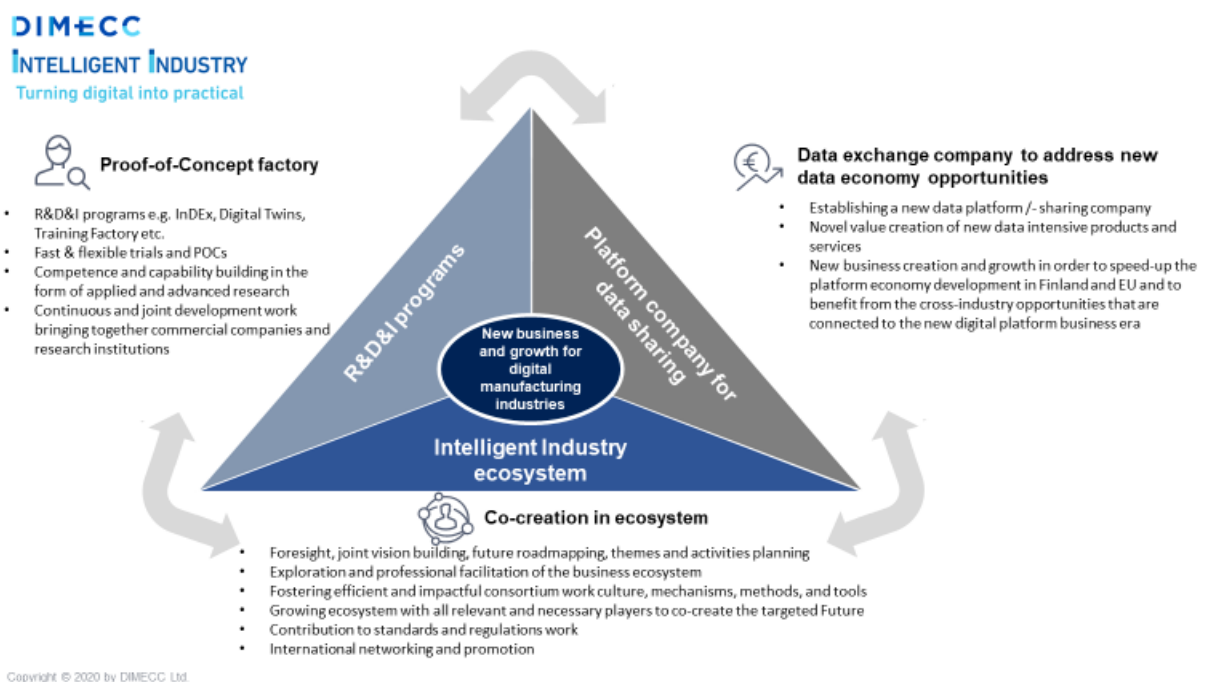 DIMECC
INTELLIGENT INDUSTRY
Turning digital into practical
Proof-of-Concept factory
• R&D&I programs e.g. InDEx, Digital Twins,
Training Factory etc.
• Fast & flexible trials and POCs
• Competence and capability building in the
form of applied and advanced research
• Continuous and joint development work
bringing together commercial companies and
research institutions
Data exchange company to address new
data economy opportunities
• Establishing a new data platform /- sharing company
• Novel value creation of new data intensive products and
services
• New business creation and growth in order to speed-up the
platform economy development in Finland and EU and to
benefit from the cross-industry opportunities that are
connected to the new digital platform business era
R&D&I programs
Platform company for
data sharing
New business
and growth for
digital
manufacturing
industries
Intelligent Industry
ecosystem
Co-creation in ecosystem
• Foresight, joint vision building, future roadmapping, themes and activities planning
• Exploration and professional facilitation of the business ecosystem
• Fostering efficient and impactful consortium work culture, mechanisms, methods, and tools
• Growing ecosystem with all relevant and necessary players to co-create the targeted Future
• Contribution to standards and regulations work
• International networking and promotion
Copyright © 2020 by DIMECC Ltd.